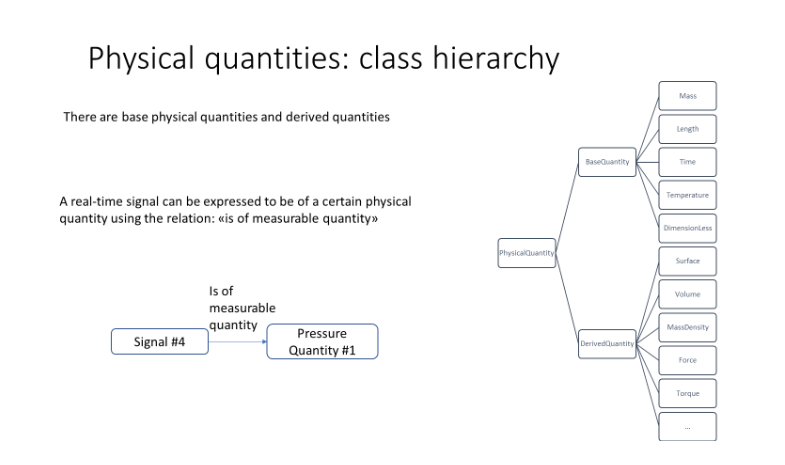 Physical quantities: class hierarchy
There are base physical quantities and derived quantities
A real-time signal can be expressed to be of a certain physical
quantity using the relation: «is of measurable quantity»
Is of
measurable
quantity
Signal #4
Pressure
Quantity #1
PhysicalQuantity
BaseQuantity
Mass
Length
Time
Temperature
DimensionLess
DerivedQuantity
Surface
Volume
MassDensity
Force
Torque
...